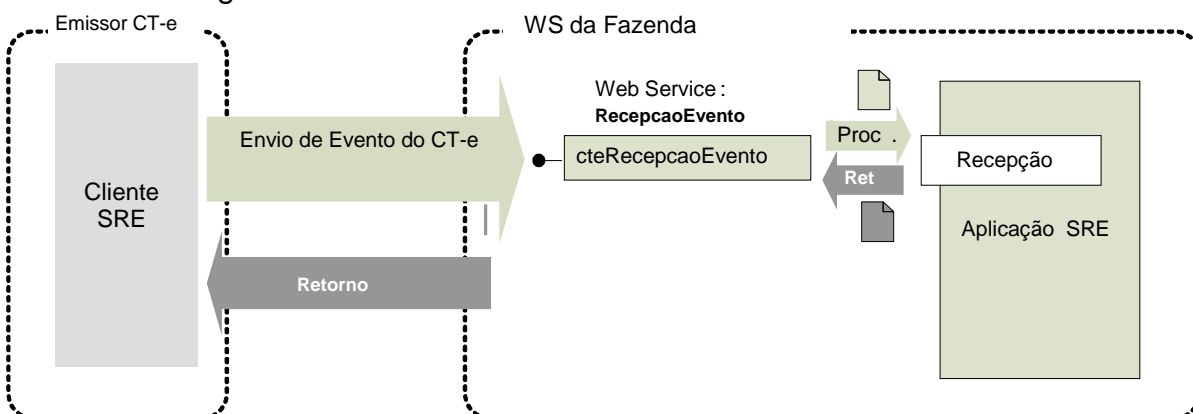 Emissor CT-e
WS da Fazenda
Web Service :
RecepcaoEvento
Envio de Evento do CT-e
cteRecepcaoEvento
Proc .
Recepção
Ret
Cliente
SRE
Aplicação SRE
Retorno